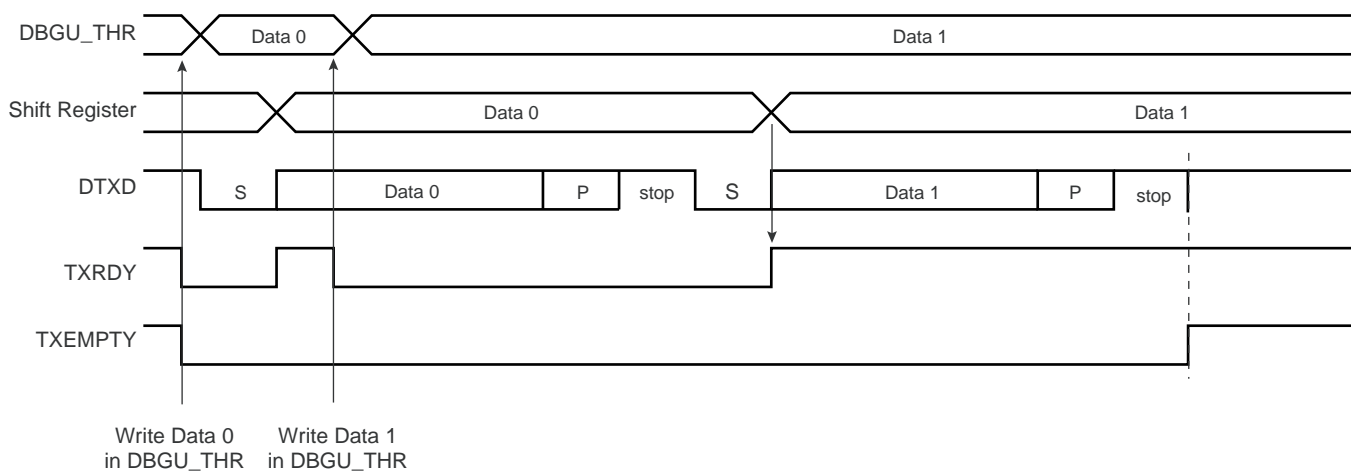 DBGU_THR Data 0 Data 1
Shift Register Data 0 Data 1
DTXD S Data 0 P stop S Data 1 P stop
TXRDY
TXEMPTY
Write Data 0 Write Data 1
in DBGU_THR in DBGU_THR